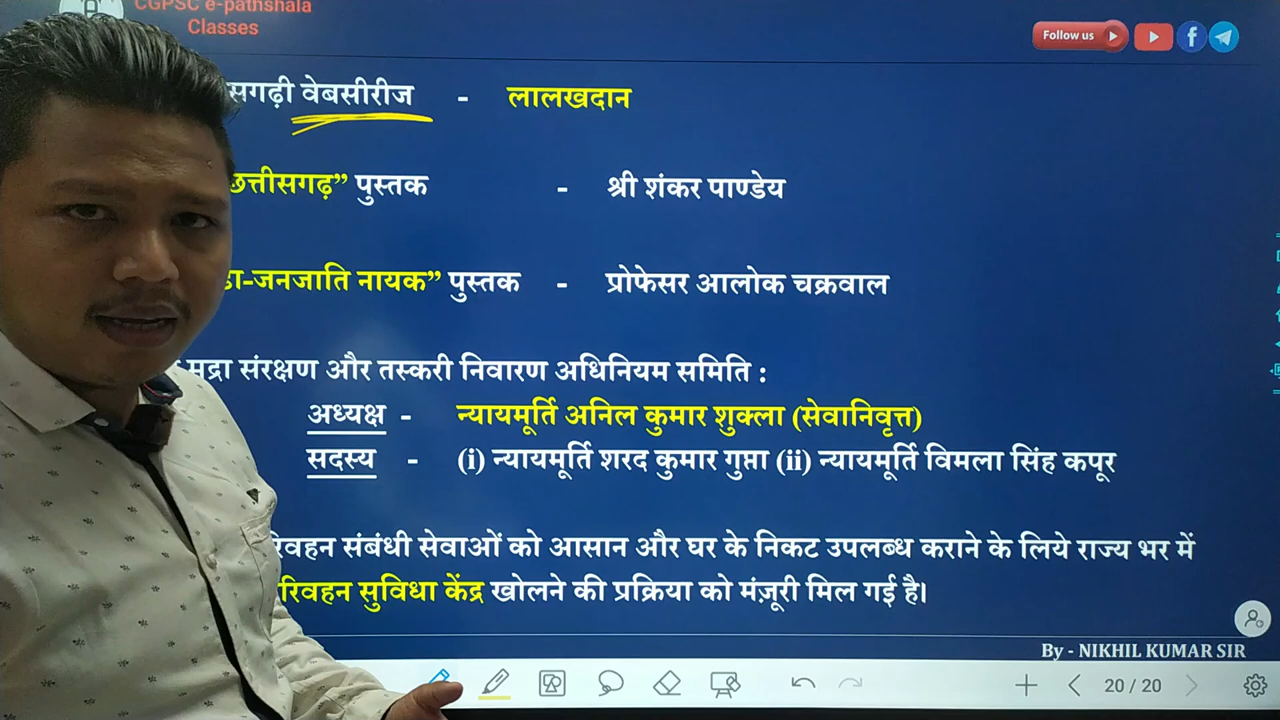 CGPSC e-pathshala
Classes
Follow us
सगढ़ी वेबसीरीज - लालखदान
छत्तीसगढ़” पुस्तक - श्री शंकर पाण्डेय
डा-जनजाति नायक” पुस्तक - प्रोफेसर आलोक चक्रवाल
मुद्रा संरक्षण और तस्करी निवारण अधिनियम समिति :
अध्यक्ष - न्यायमूर्ति अनिल कुमार शुक्ला (सेवानिवृत्त)
सदस्य - (i) न्यायमूर्ति शरद कुमार गुप्ता (ii) न्यायमूर्ति विमला सिंह कपूर
रिवहन संबंधी सेवाओं को आसान और घर के निकट उपलब्ध कराने के लिये राज्य भर में
रिवहन सुविधा केंद्र खोलने की प्रक्रिया को मंज़ूरी मिल गई है।
By - NIKHIL KUMAR SIR
20 / 20